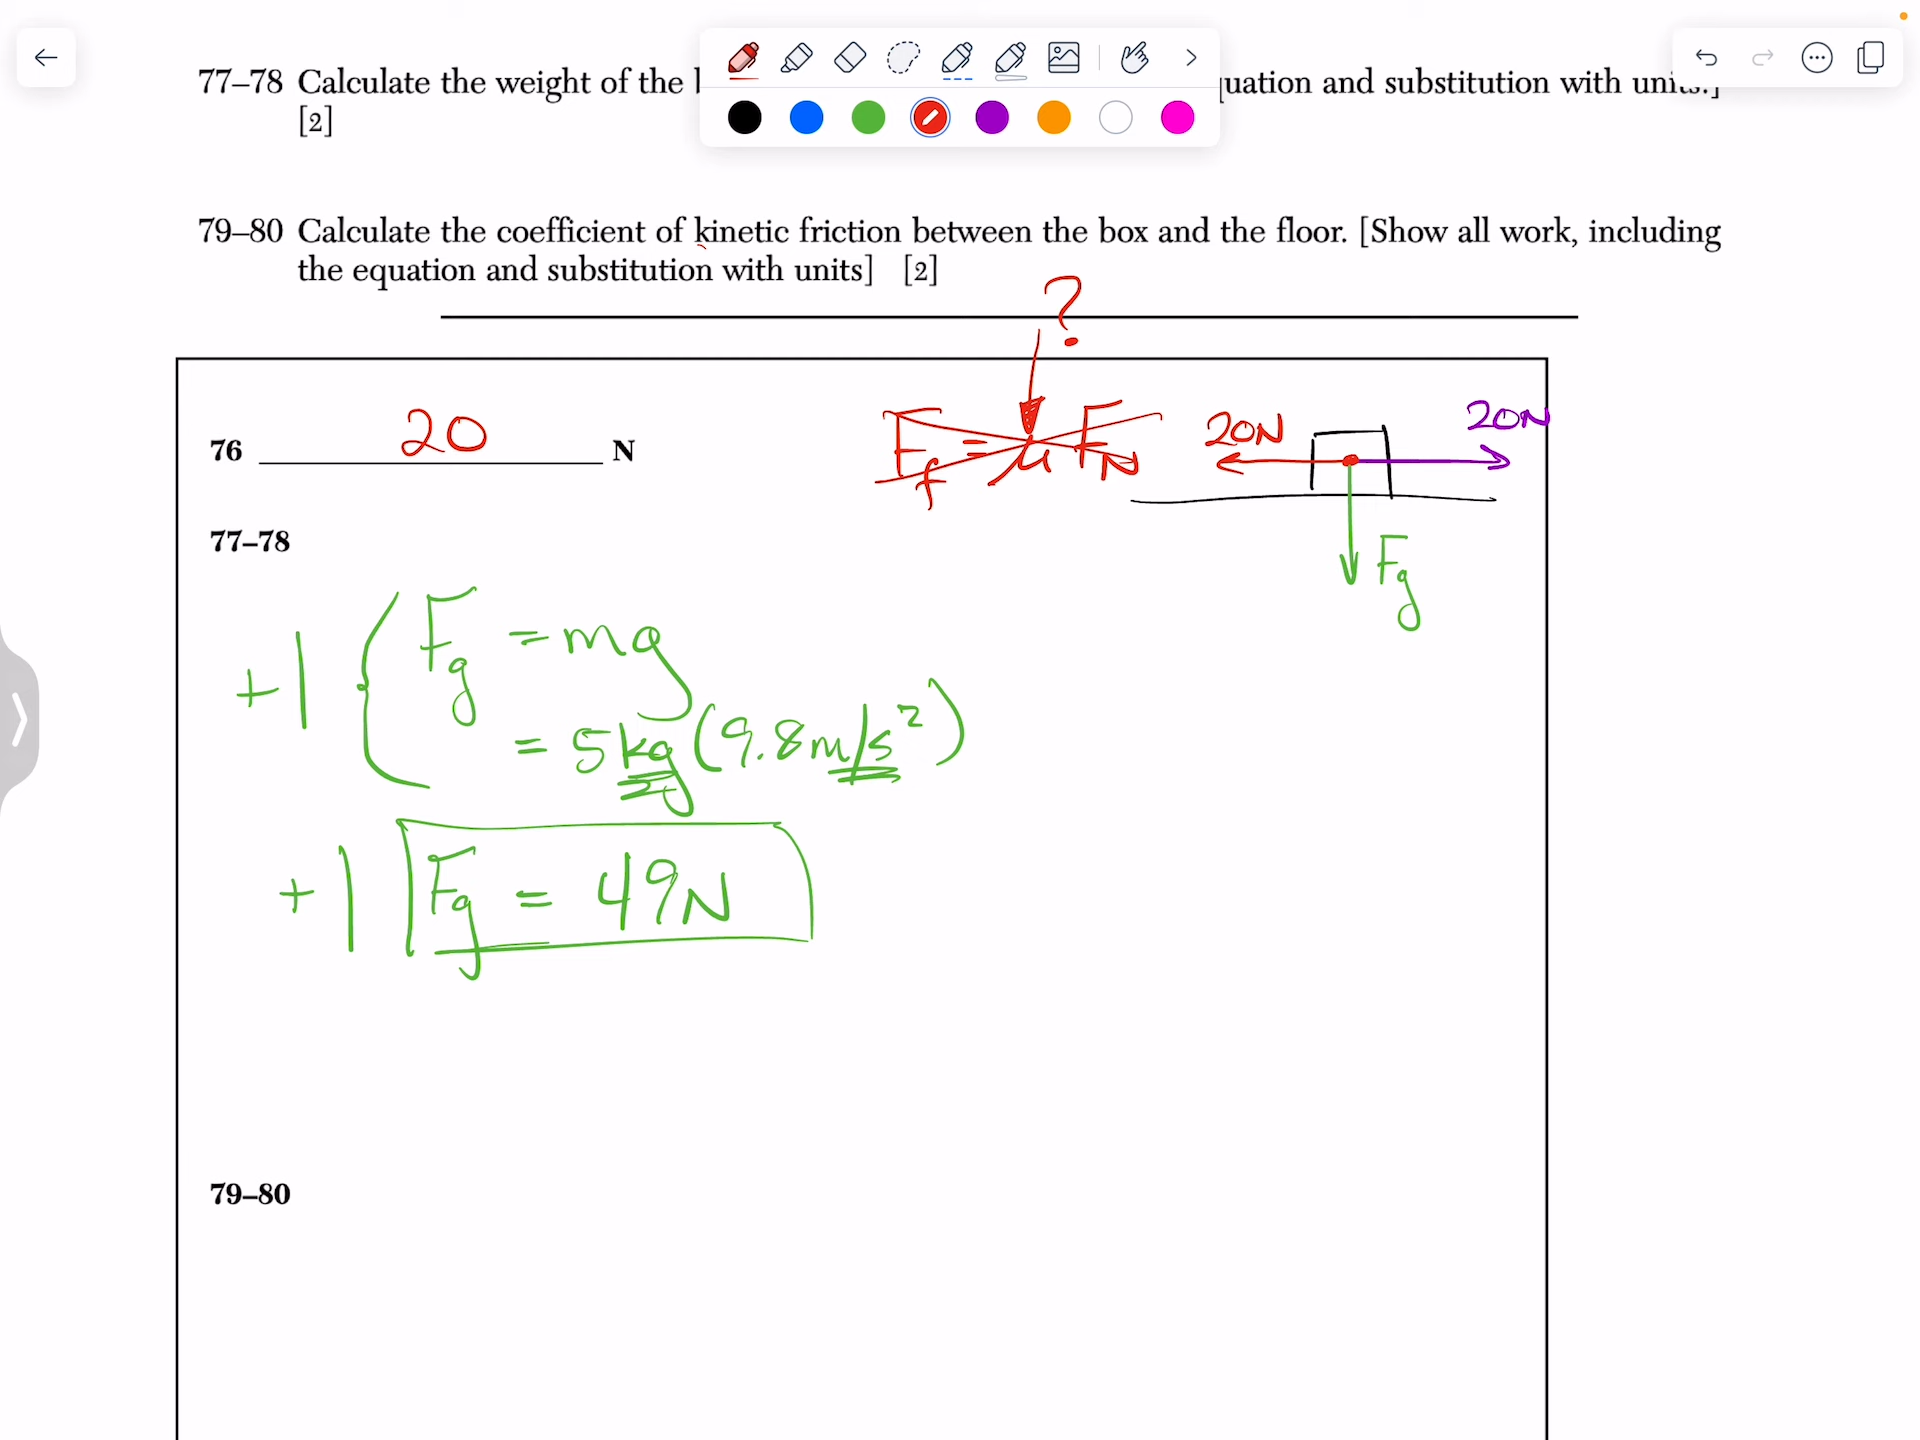 77–78 Calculate the weight of the
uation and substitution with units.]
[2]
79–80 Calculate the coefficient of kinetic friction between the box and the floor. [Show all work, including
the equation and substitution with units] [2]
?
76 20 N
Ff = μ FN
20N
20N
Fg
77–78
+1 { Fg = mg
= 5 kg (9.8 m/s²)
+1 Fg = 49N
79–80